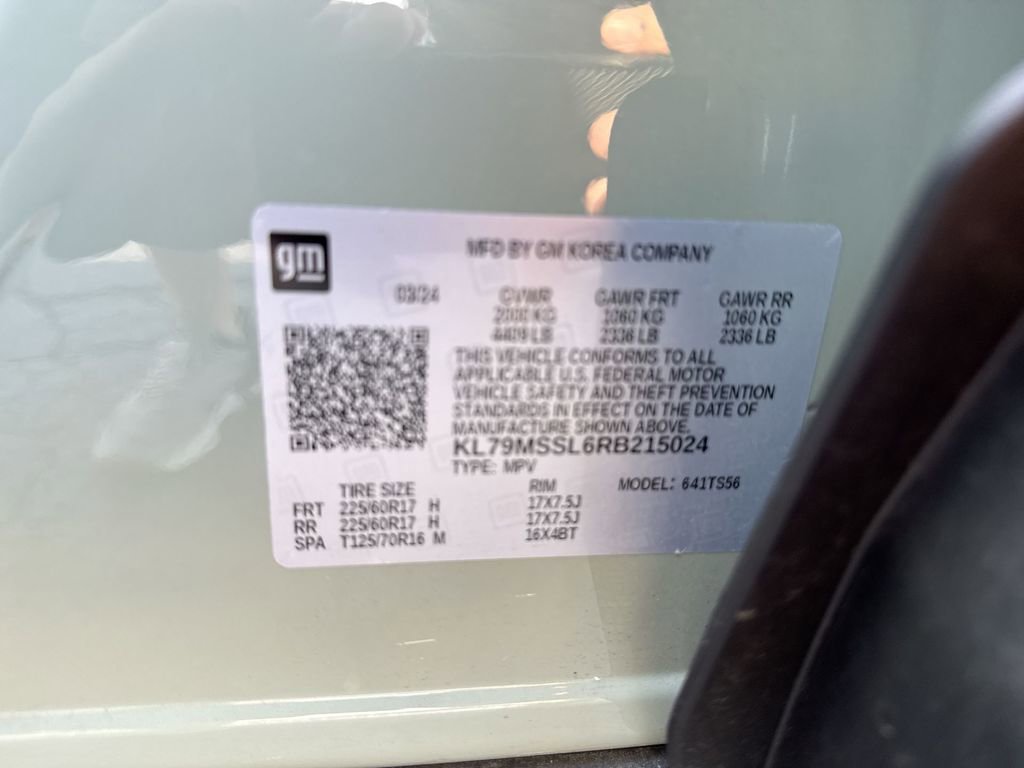 gm
MFD BY GM KOREA COMPANY
03/24 GVWR GAWR FRT GAWR RR
2000 KG 1060 KG 1060 KG
4409 LB 2336 LB 2336 LB
THIS VEHICLE CONFORMS TO ALL
APPLICABLE U.S. FEDERAL MOTOR
VEHICLE SAFETY AND THEFT PREVENTION
STANDARDS IN EFFECT ON THE DATE OF
MANUFACTURE SHOWN ABOVE.
KL79MSSL6RB215024
TYPE: MPV
TIRE SIZE RIM MODEL: 641TS56
FRT 225/60R17 H 17X7.5J
RR 225/60R17 H 17X7.5J
SPA T125/70R16 M 16X4BT